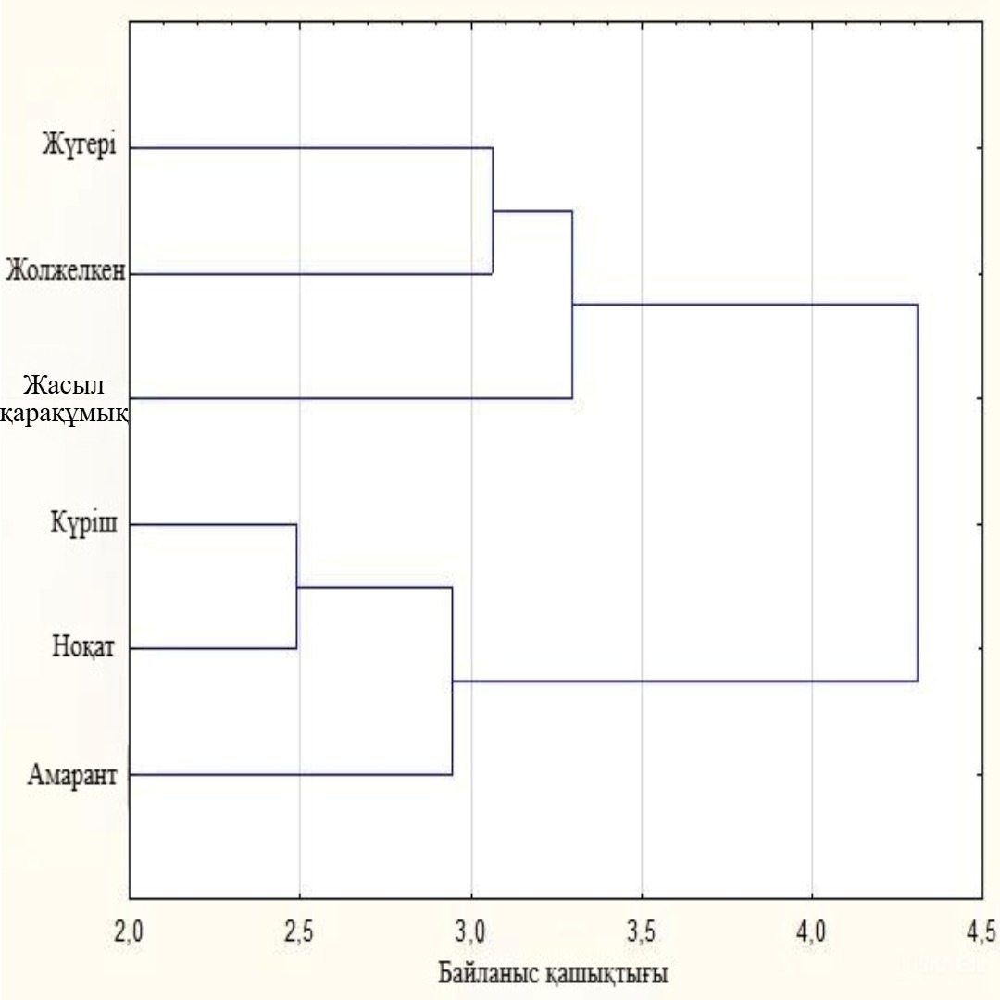 Жүгері
Жолжелкен
Жасыл
қарақұмық
Күріш
Ноқат
Амарант
2,0 2,5 3,0 3,5 4,0 4,5
Байланыс қашықтығы